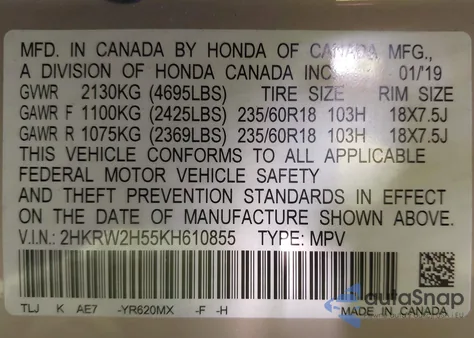 MFD. IN CANADA BY HONDA OF CANADA MFG.,
A DIVISION OF HONDA CANADA INC. 01/'19
GVWR 2130KG (4695LBS) TIRE SIZE RIM SIZE
GAWR F 1100KG (2425LBS) 235/60R18 103H 18X7.5J
GAWR R 1075KG (2369LBS) 235/60R18 103H 18X7.5J
THIS VEHICLE CONFORMS TO ALL APPLICABLE
FEDERAL MOTOR VEHICLE SAFETY
AND THEFT PREVENTION STANDARDS IN EFFECT
ON THE DATE OF MANUFACTURE SHOWN ABOVE.
V.I.N.: 2HKRW2H55KH610855 TYPE: MPV
TLJ K AE7 -YR620MX -F -H MADE IN CANADA
autoSnap